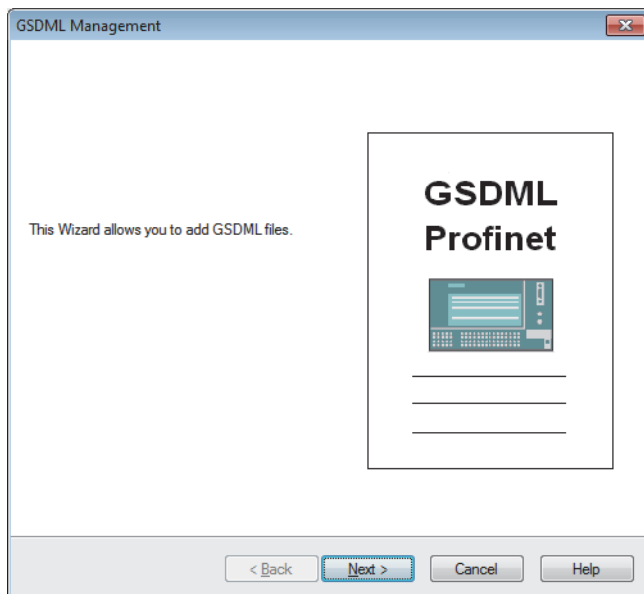 GSDML Management
This Wizard allows you to add GSDML files.
GSDML
Profinet
< Back
Next >
Cancel
Help